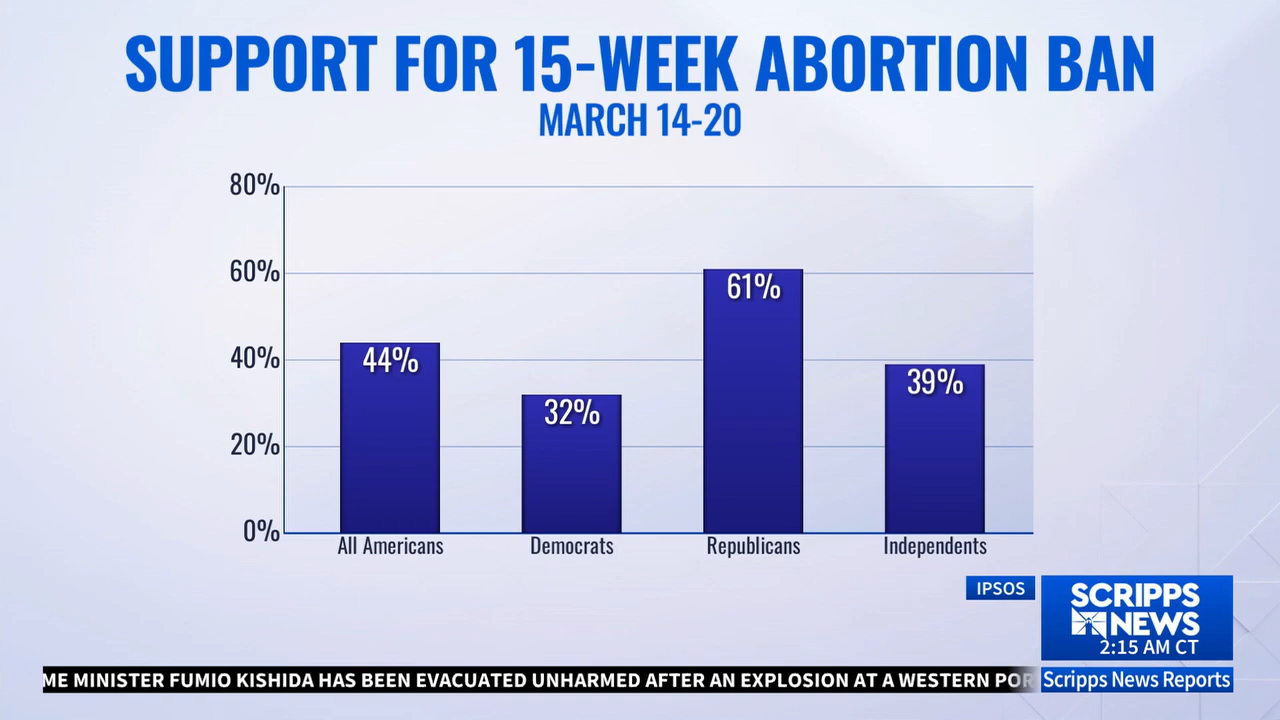 SUPPORT FOR 15-WEEK ABORTION BAN
MARCH 14-20
80%
60%
40%
20%
0%
44%
32%
61%
39%
All Americans
Democrats
Republicans
Independents
IPSOS
SCRIPPS
NEWS
2:15 AM CT
ME MINISTER FUMIO KISHIDA HAS BEEN EVACUATED UNHARMED AFTER AN EXPLOSION AT A WESTERN POR
Scripps News Reports